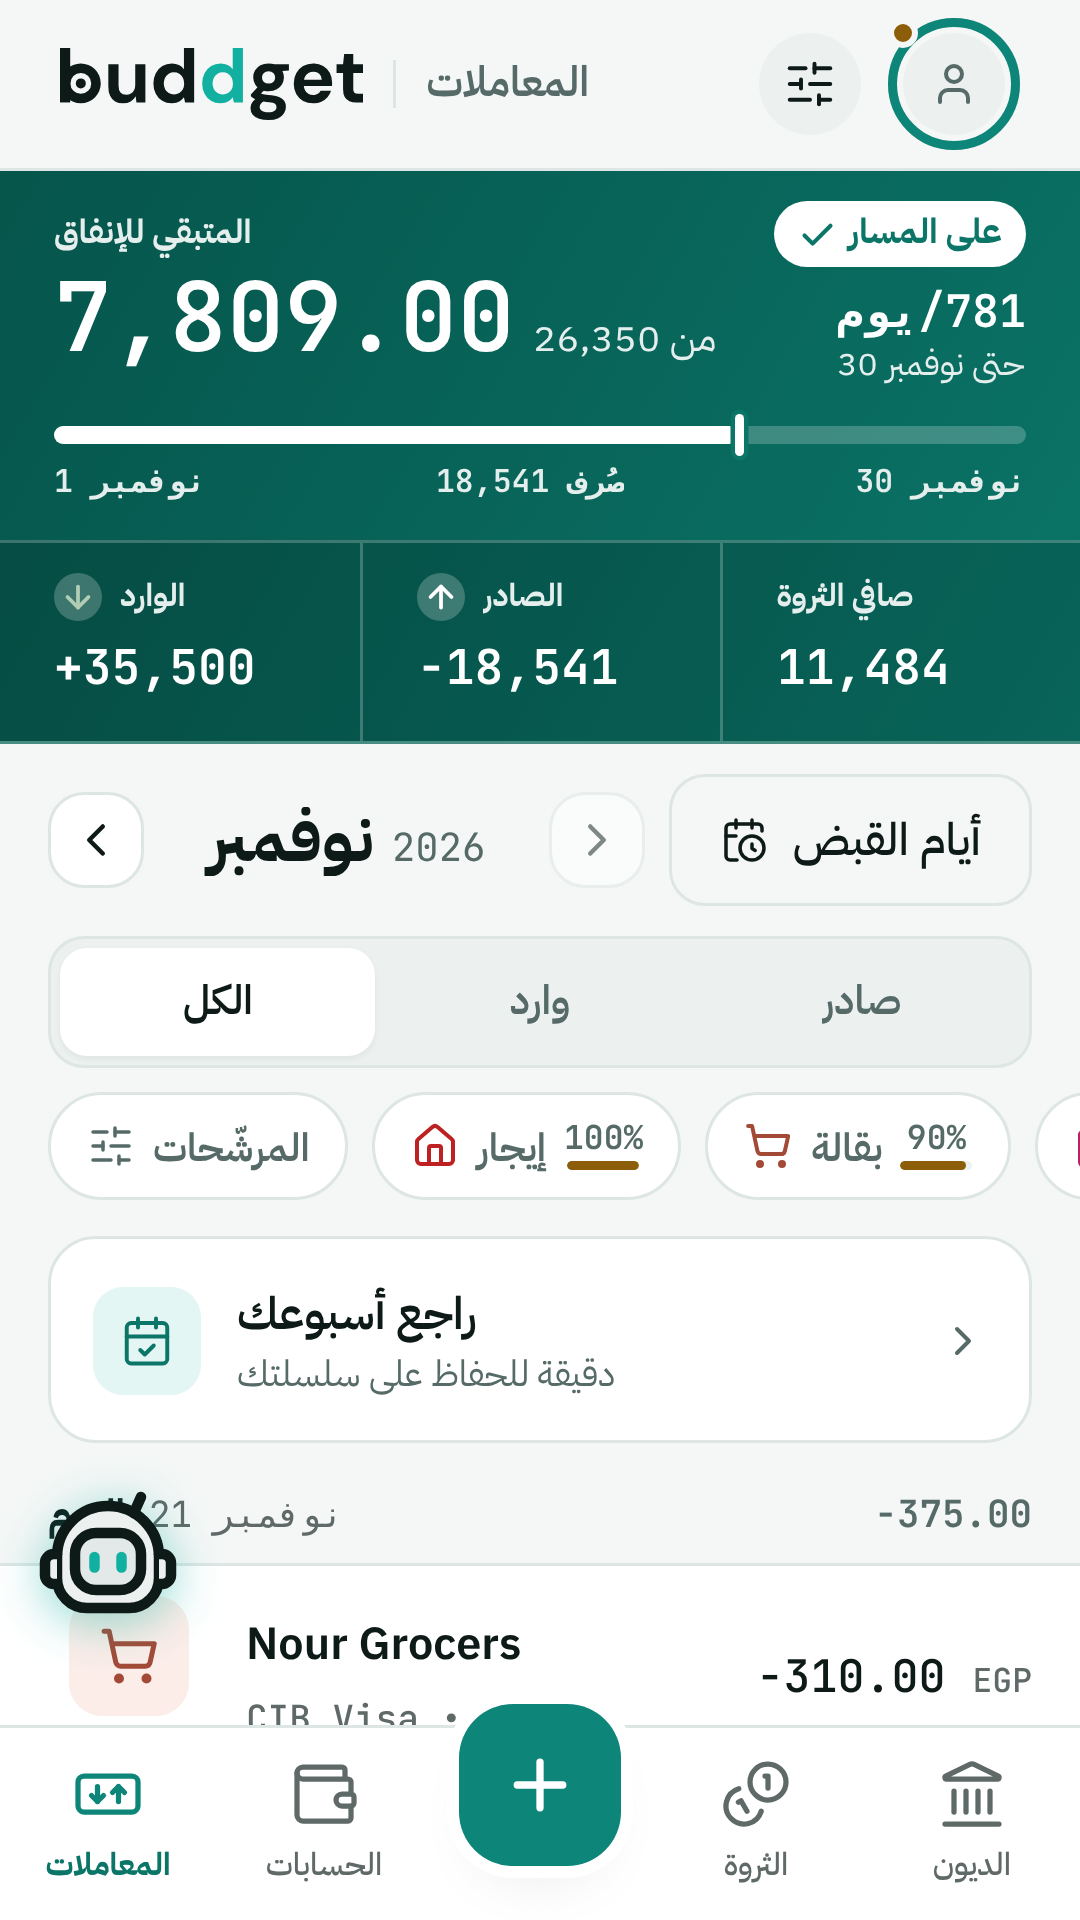 buddget
المعاملات
المتبقي للإنفاق
على المسار
7,809.00
من 26,350
781/يوم
حتى نوفمبر 30
نوفمبر 1
صُرف 18,541
نوفمبر 30
الوارد
الصادر
صافي الثروة
+35,500
-18,541
11,484
نوفمبر 2026
أيام القبض
الكل
وارد
صادر
المرشّحات
إيجار 100%
بقالة 90%
راجع أسبوعك
دقيقة للحفاظ على سلسلتك
نوفمبر 21
-375.00
Nour Grocers
-310.00 EGP
CIB Visa •
المعاملات
الحسابات
الثروة
الديون